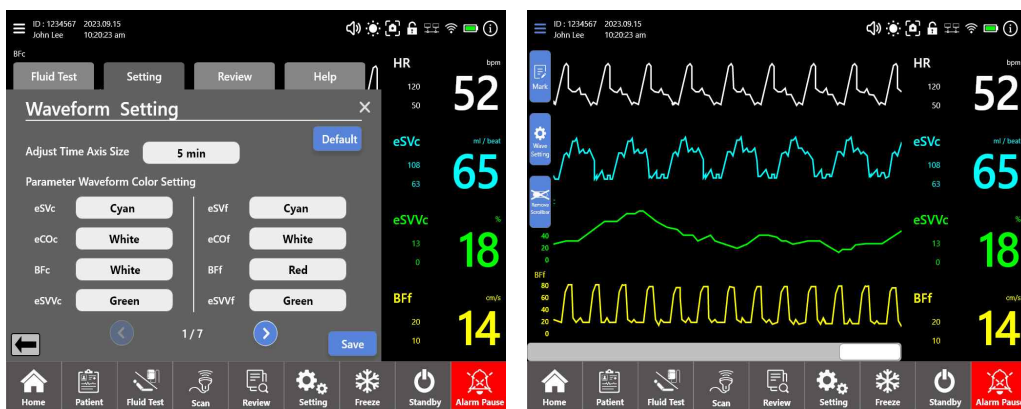 ID : 1234567 2023.09.15
John Lee 10:20:23 am
BFc
Fluid Test Setting Review Help
Waveform Setting
Default
Adjust Time Axis Size 5 min
Parameter Waveform Color Setting
eSVc Cyan eSVf Cyan
eCOc White eCOf White
BFc White BFf Red
eSVVc Green eSVVf Green
1/7
Save
HR bpm
120
50
52
eSVc ml / beat
108
63
65
eSVVc %
13
0
18
BFf cm/s
20
10
14
Home Patient Fluid Test Scan Review Setting Freeze Standby Alarm Pause
ID : 1234567 2023.09.15
John Lee 10:20:23 am
Mark
Wave
Setting
Remove
Scrollbar
40
20
0
BFf
80
60
40
20
0
HR bpm
120
50
52
eSVc ml / beat
108
63
65
eSVVc %
13
0
18
BFf cm/s
20
10
14
Home Patient Fluid Test Scan Review Setting Freeze Standby Alarm Pause